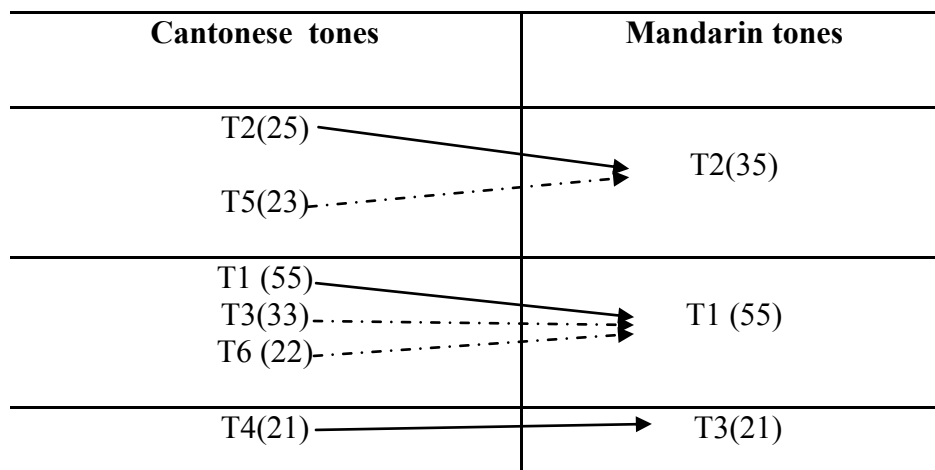 Cantonese tones
Mandarin tones
T2(25)
T2(35)
T5(23)
T1 (55)
T3(33)
T1 (55)
T6 (22)
T4(21)
T3(21)